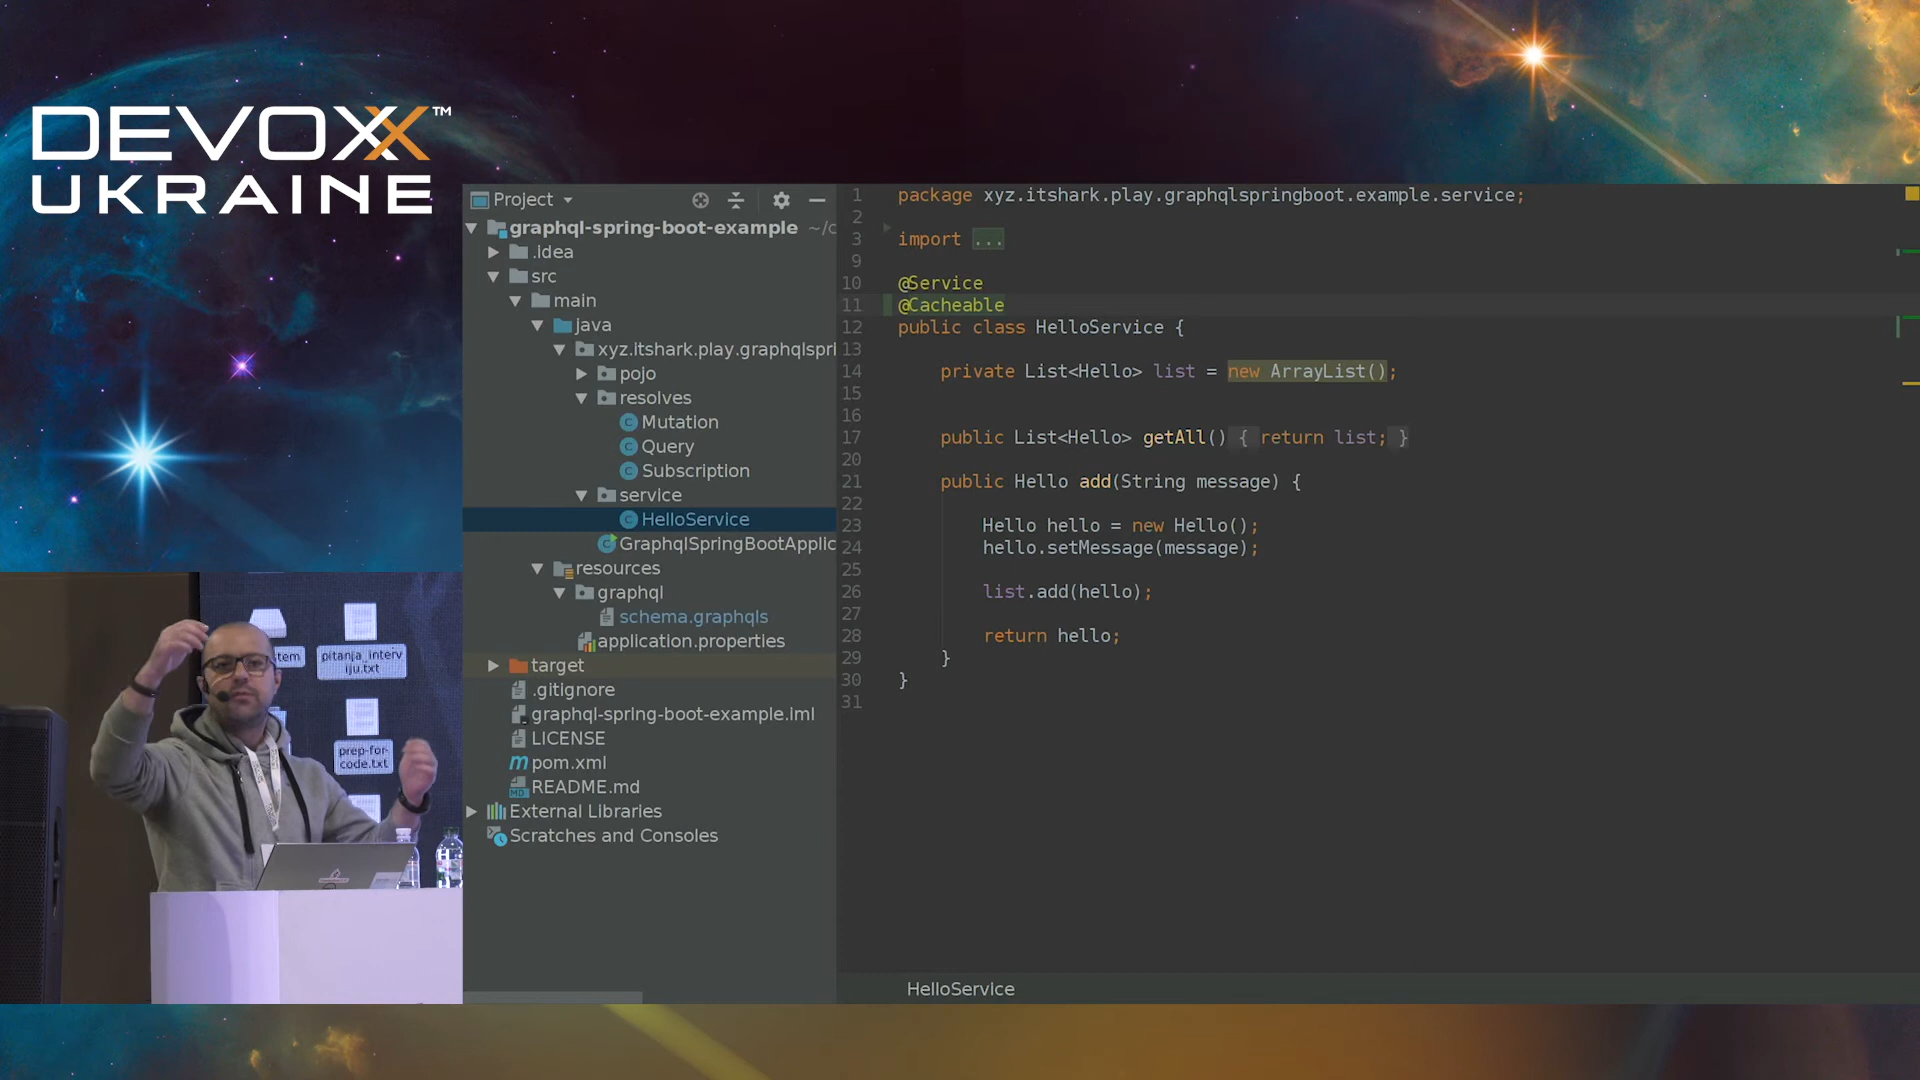 DEVOXX™
UKRAINE
Project
graphql-spring-boot-example ~/c
.idea
src
main
java
xyz.itshark.play.graphqlspri
pojo
resolves
Mutation
Query
Subscription
service
HelloService
GraphqlSpringBootApplic
resources
graphql
schema.graphqls
application.properties
target
.gitignore
graphql-spring-boot-example.iml
LICENSE
pom.xml
README.md
External Libraries
Scratches and Consoles
1 package xyz.itshark.play.graphqlspringboot.example.service;
2
3 import ...
9
10 @Service
11 @Cacheable
12 public class HelloService {
13
14 private List<Hello> list = new ArrayList();
15
16
17 public List<Hello> getAll() { return list; }
20
21 public Hello add(String message) {
22
23 Hello hello = new Hello();
24 hello.setMessage(message);
25
26 list.add(hello);
27
28 return hello;
29 }
30 }
31
HelloService
stem
pitanja_interv
iju.txt
prep-for-
code.txt